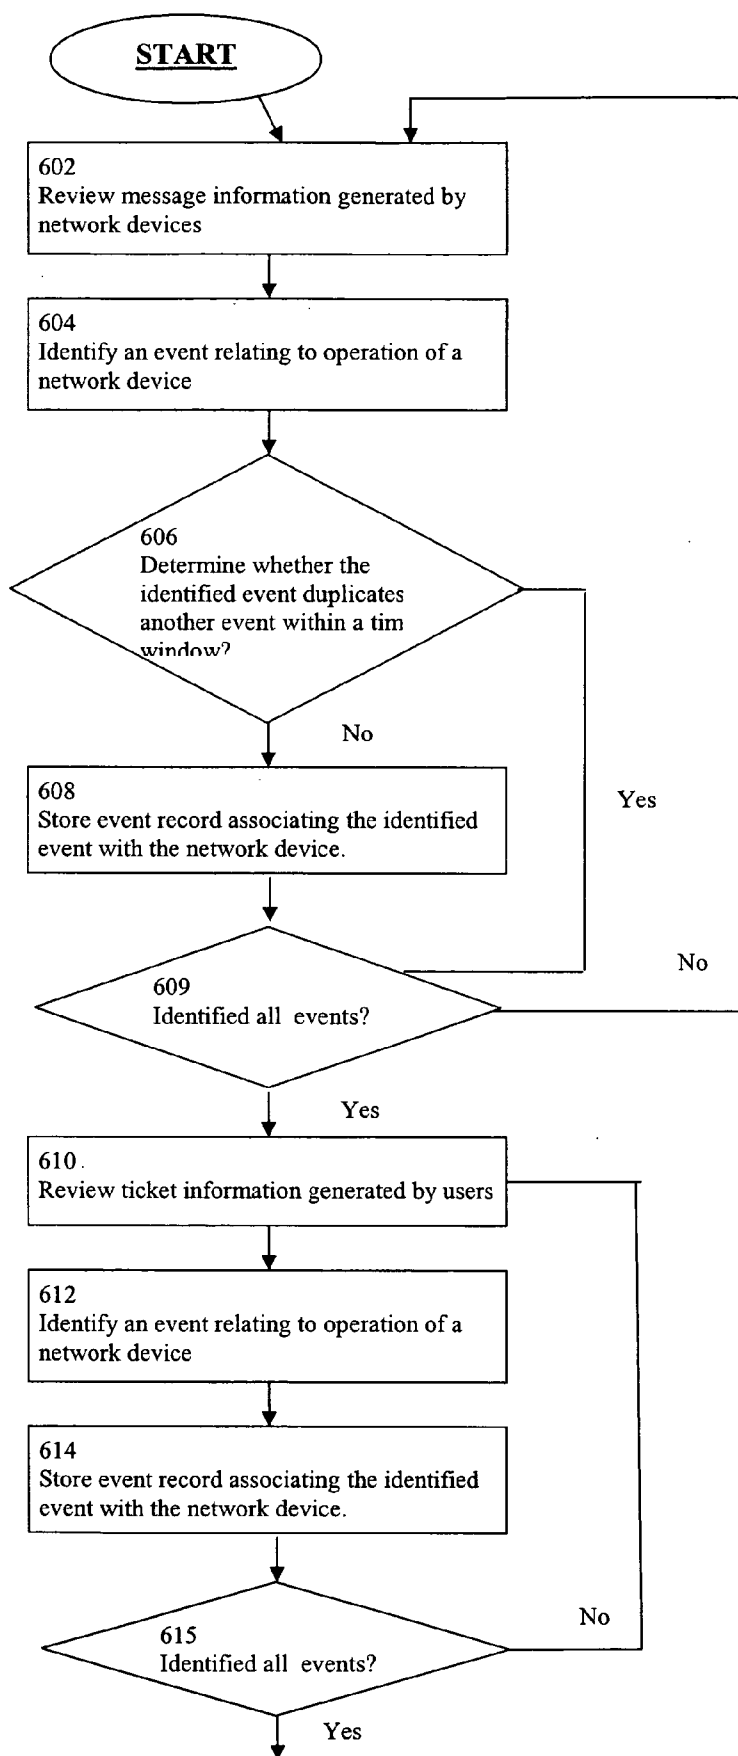 START
602
Review message information generated by
network devices
604
Identify an event relating to operation of a
network device
606
Determine whether the
identified event duplicates
another event within a tim
window?
No
608
Store event record associating the identified
event with the network device.
Yes
609
Identified all events?
No
Yes
610
Review ticket information generated by users
612
Identify an event relating to operation of a
network device
614
Store event record associating the identified
event with the network device.
615
Identified all events?
No
Yes